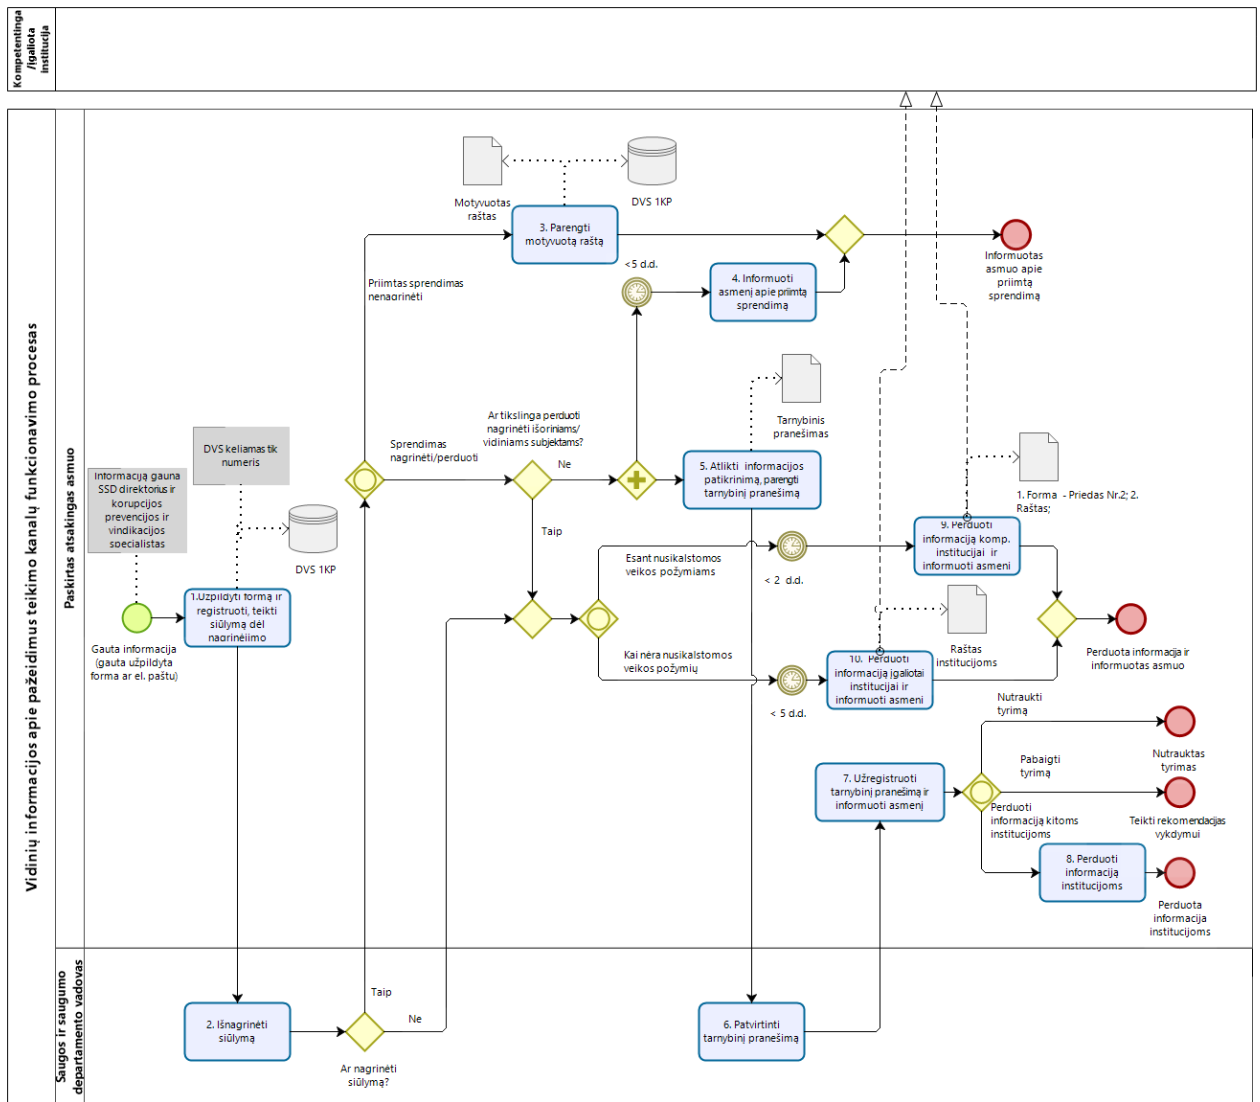 Kompetentinga
/įgaliota
institucija
Vidinių informacijos apie pažeidimus teikimo kanalų funkcionavimo procesas
Paskirtas atsakingas asmuo
Saugos ir saugumo
departamento vadovas
Motyvuotas
raštas
DVS 1KP
3. Parengti
motyvuotą raštą
<5 d.d.
4. Informuoti
asmenį apie priimtą
sprendimą
Informuotas
asmuo apie
priimtą
sprendimą
Priimtas sprendimas
nenagrinėti
Tarnybinis
pranešimas
Ar tikslinga perduoti
nagrinėti išoriniams/
vidiniams subjektams?
Sprendimas
nagrinėti/perduoti
Ne
Taip
5. Atlikti informacijos
patikrinimą, parengti
tarnybinį pranešimą
DVS keliamas tik
numeris
Informaciją gauna
SSD direktorius ir
korupcijos
prevencijos ir
vindikacijos
specialistas
DVS 1KP
1. Forma - Priedas Nr.2; 2.
Raštas;
9. Perduoti
informaciją komp.
institucijai ir
informuoti asmenį
Esant nusikalstomos
veikos požymiams
< 2 d.d.
1.Užpildyti formą ir
registruoti, teikti
siūlymą dėl
nagrinėjimo
Gauta informacija
(gauta užpildyta
forma ar el. paštu)
Raštas
institucijoms
Kai nėra nusikalstomos
veikos požymių
< 5 d.d.
10. Perduoti
informaciją įgaliotai
institucijai ir
informuoti asmenį
Perduota informacija ir
informuotas asmuo
Nutraukti
tyrimą
Nutrauktas
tyrimas
Pabaigti
tyrimą
7. Užregistruoti
tarnybinį pranešimą ir
informuoti asmenį
Perduoti
informaciją kitoms
institucijoms
Teikti rekomendacijas
vykdymui
8. Perduoti
informaciją
institucijoms
Perduota
informacija
institucijoms
Taip
Ne
2. Išnagrinėti
siūlymą
Ar nagrinėti
siūlymą?
6. Patvirtinti
tarnybinį pranešimą